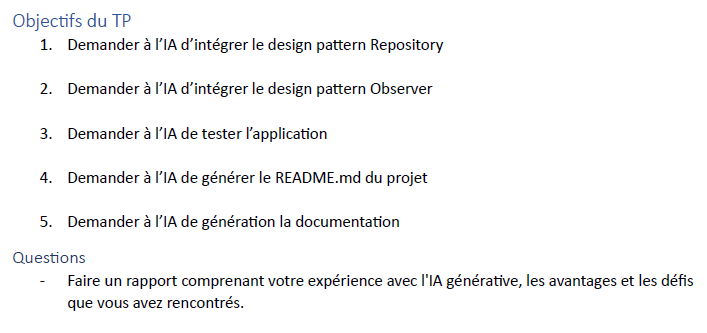 Objectifs du TP
1. Demander à l’IA d’intégrer le design pattern Repository
2. Demander à l’IA d’intégrer le design pattern Observer
3. Demander à l’IA de tester l’application
4. Demander à l’IA de générer le README.md du projet
5. Demander à l’IA de génération la documentation
Questions
- Faire un rapport comprenant votre expérience avec l'IA générative, les avantages et les défis
que vous avez rencontrés.